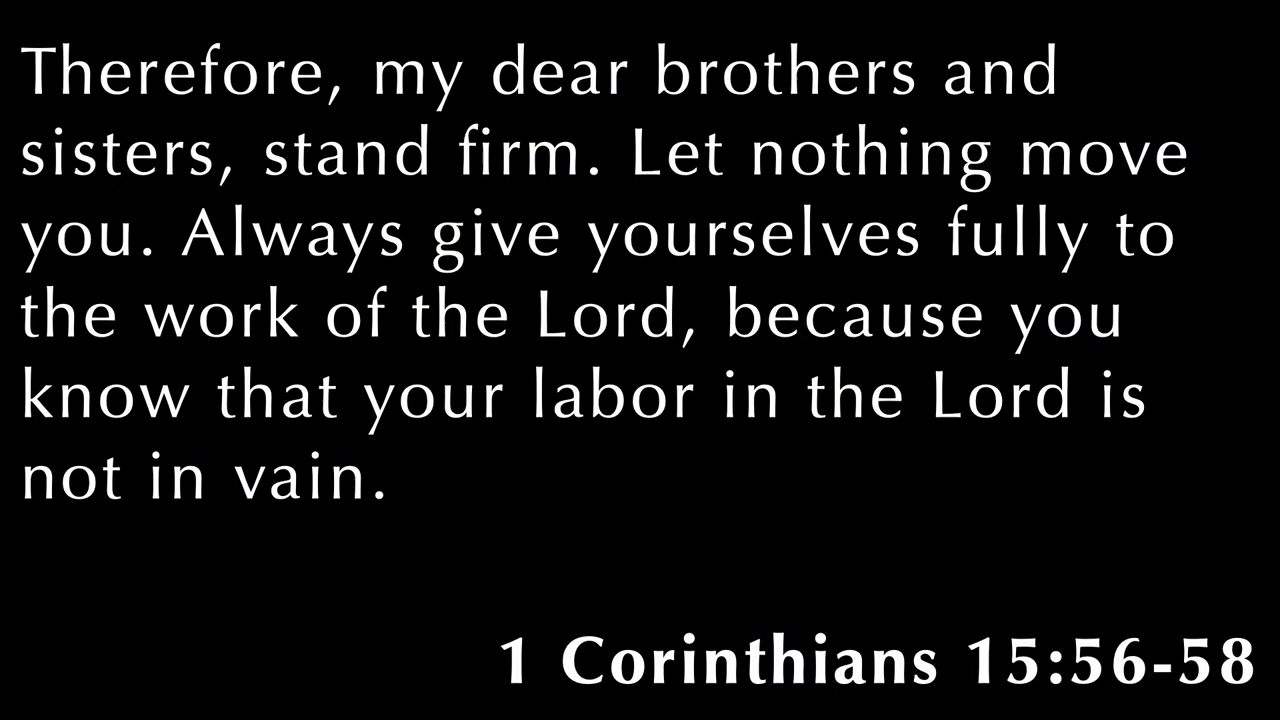 Therefore, my dear brothers and
sisters, stand firm. Let nothing move
you. Always give yourselves fully to
the work of the Lord, because you
know that your labor in the Lord is
not in vain.
1 Corinthians 15:56-58